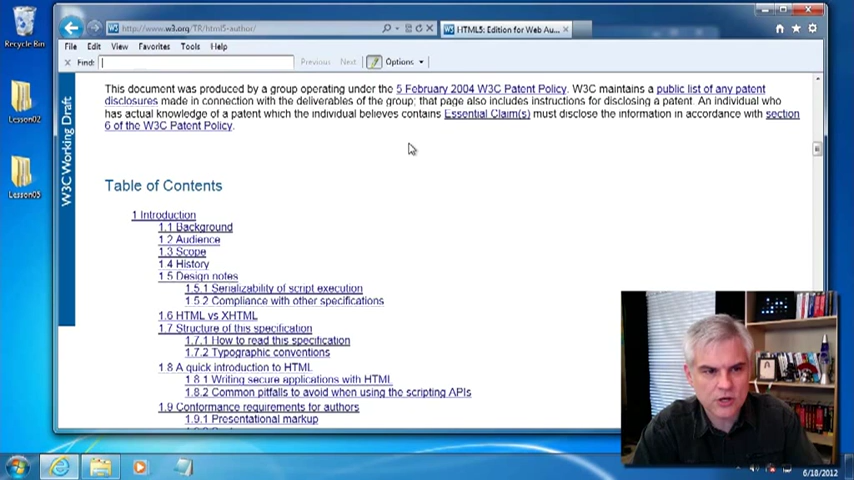 Recycle Bin
http://www.w3.org/TR/html5-author/
HTML5: Edition for Web Au...
File Edit View Favorites Tools Help
Find: Previous Next Options
This document was produced by a group operating under the 5 February 2004 W3C Patent Policy. W3C maintains a public list of any patent
disclosures made in connection with the deliverables of the group; that page also includes instructions for disclosing a patent. An individual who
has actual knowledge of a patent which the individual believes contains Essential Claim(s) must disclose the information in accordance with section
6 of the W3C Patent Policy.
Lesson02
Lesson03
W3C Working Draft
Table of Contents
1 Introduction
1.1 Background
1.2 Audience
1.3 Scope
1.4 History
1.5 Design notes
1.5.1 Serializability of script execution
1.5.2 Compliance with other specifications
1.6 HTML vs XHTML
1.7 Structure of this specification
1.7.1 How to read this specification
1.7.2 Typographic conventions
1.8 A quick introduction to HTML
1.8.1 Writing secure applications with HTML
1.8.2 Common pitfalls to avoid when using the scripting APIs
1.9 Conformance requirements for authors
1.9.1 Presentational markup
6/18/2012